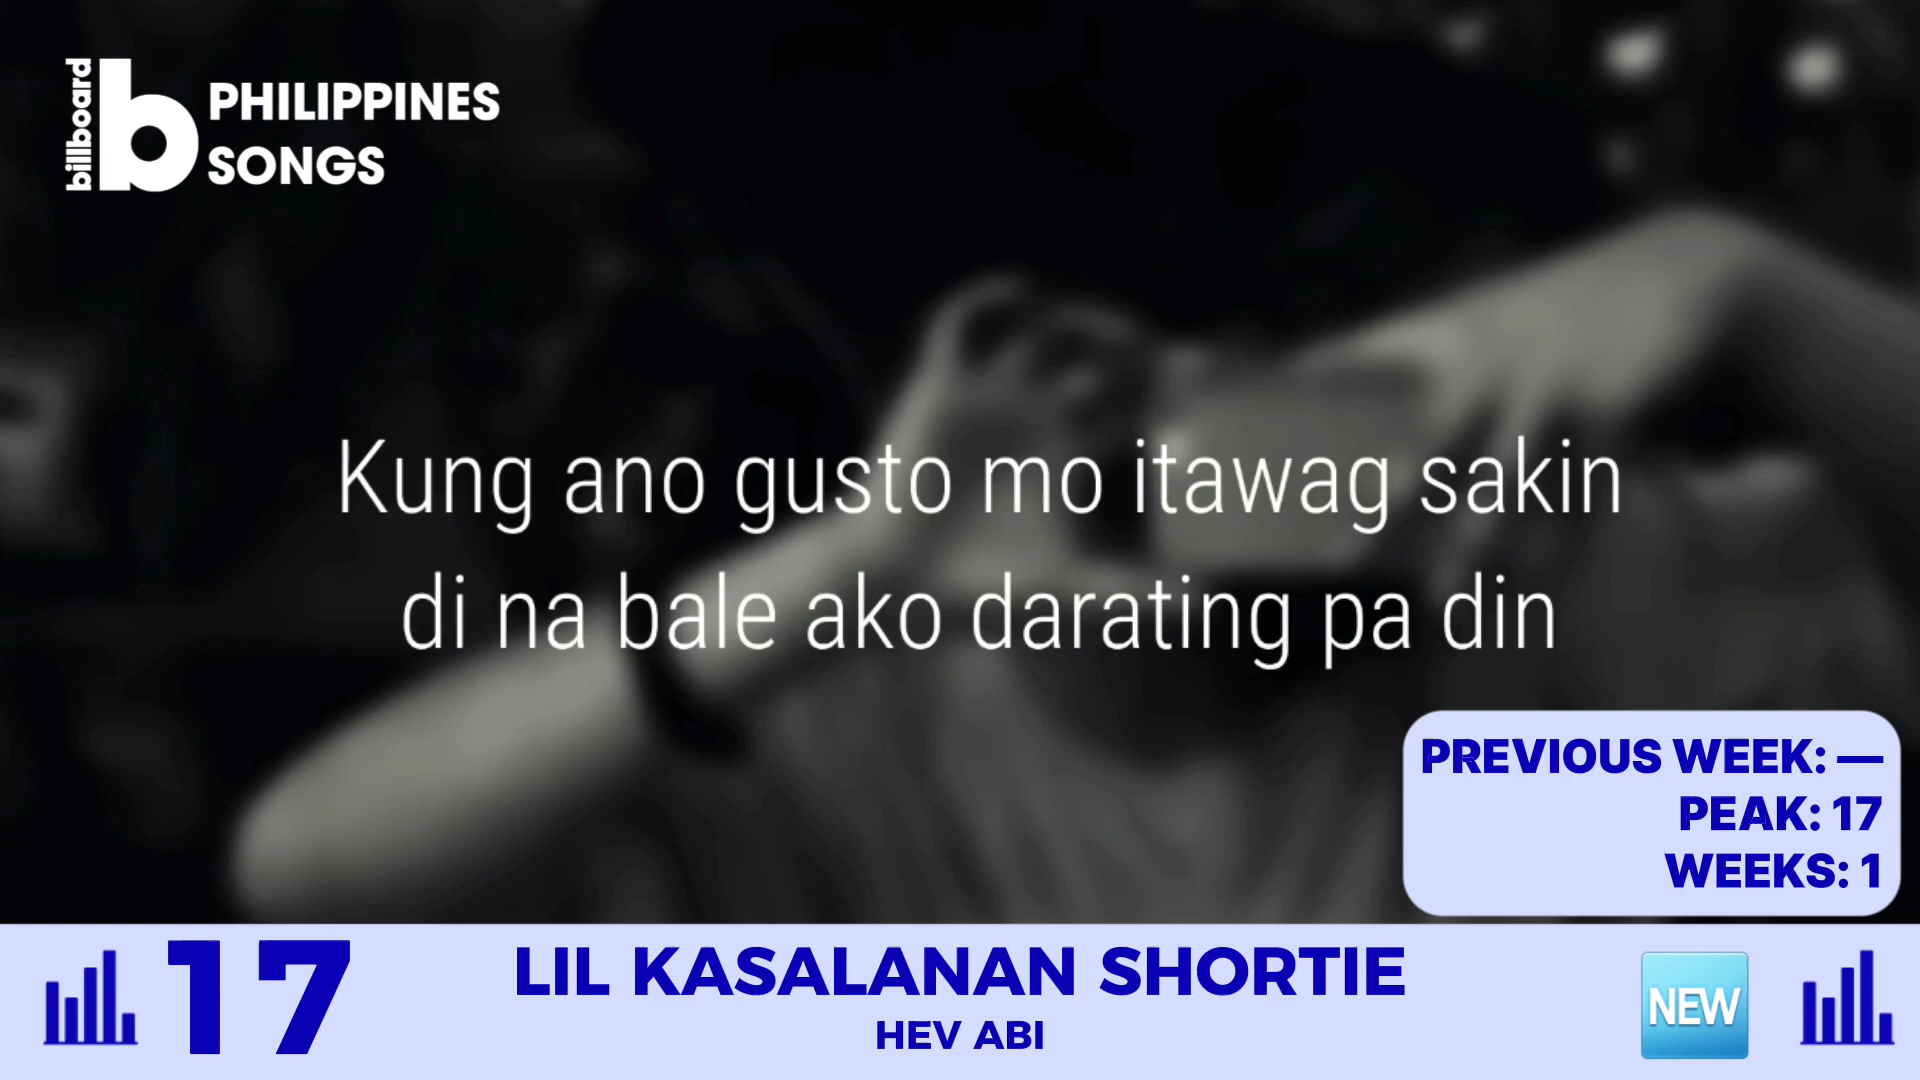 billboard
b
PHILIPPINES
SONGS
Kung ano gusto mo itawag sakin
di na bale ako darating pa din
PREVIOUS WEEK: —
PEAK: 17
WEEKS: 1
17
LIL KASALANAN SHORTIE
HEV ABI
NEW